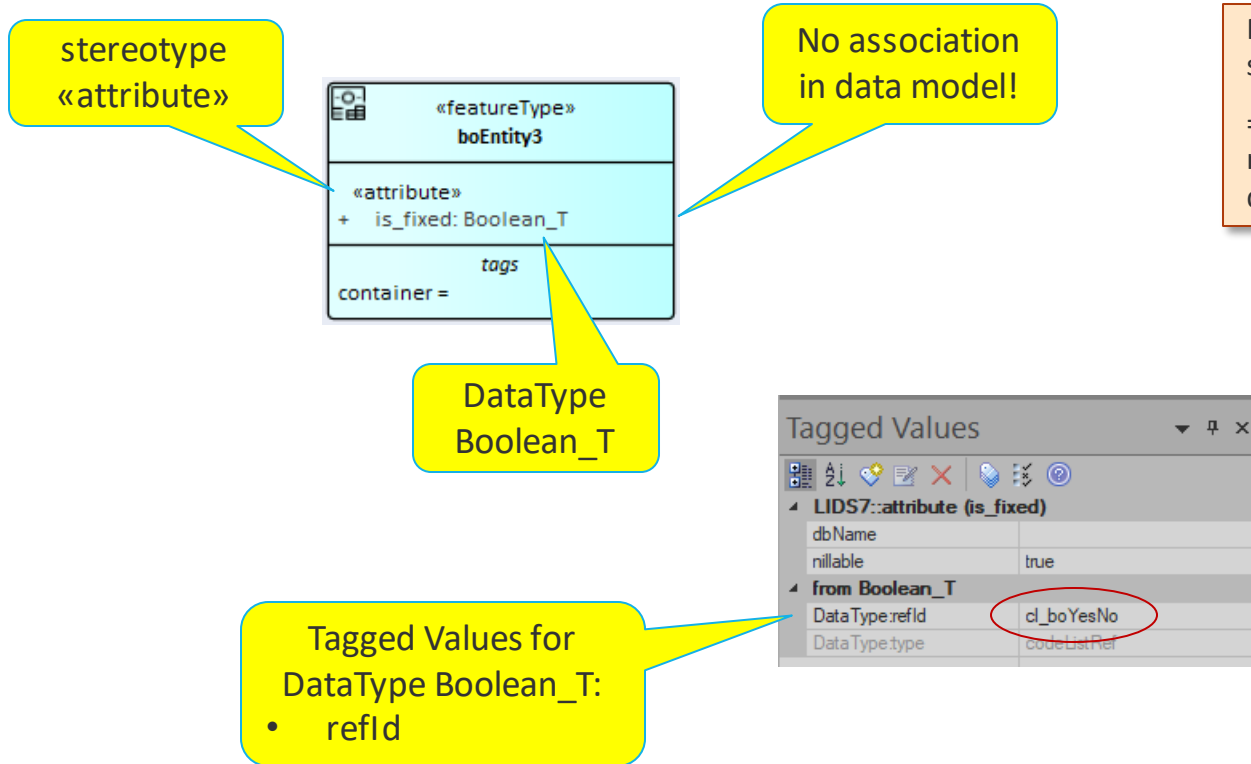 stereotype
«attribute»
No association
in data model!
«featureType»
boEntity3
«attribute»
+ is_fixed: Boolean_T
tags
container =
DataType
Boolean_T
Tagged Values
LIDS7::attribute (is_fixed)
dbName
nillable true
from Boolean_T
DataType:refId cl_boYesNo
DataType:type codeListRef
Tagged Values for
DataType Boolean_T:
• refId